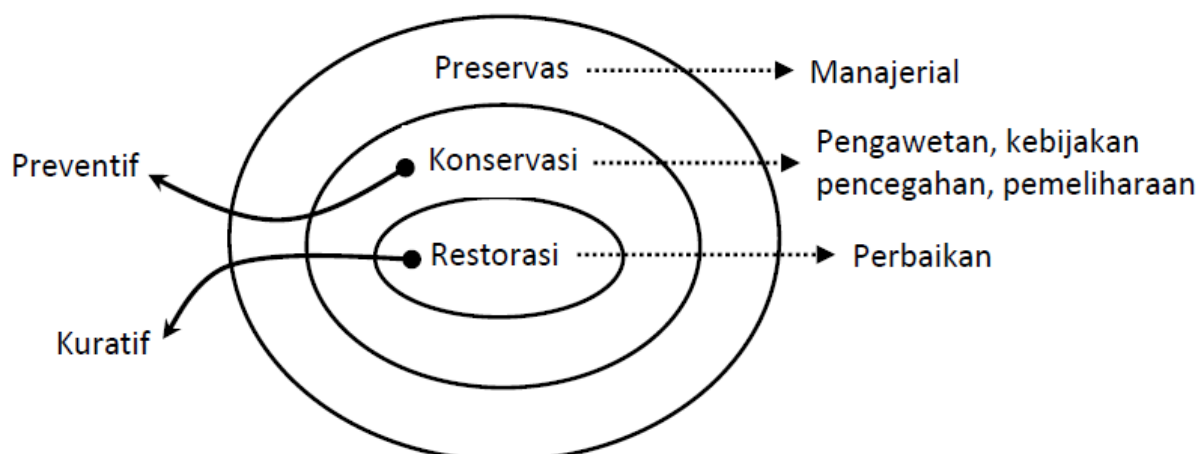 Preservas
Manajerial
Preventif
Konservasi
Pengawetan, kebijakan
pencegahan, pemeliharaan
Restorasi
Perbaikan
Kuratif